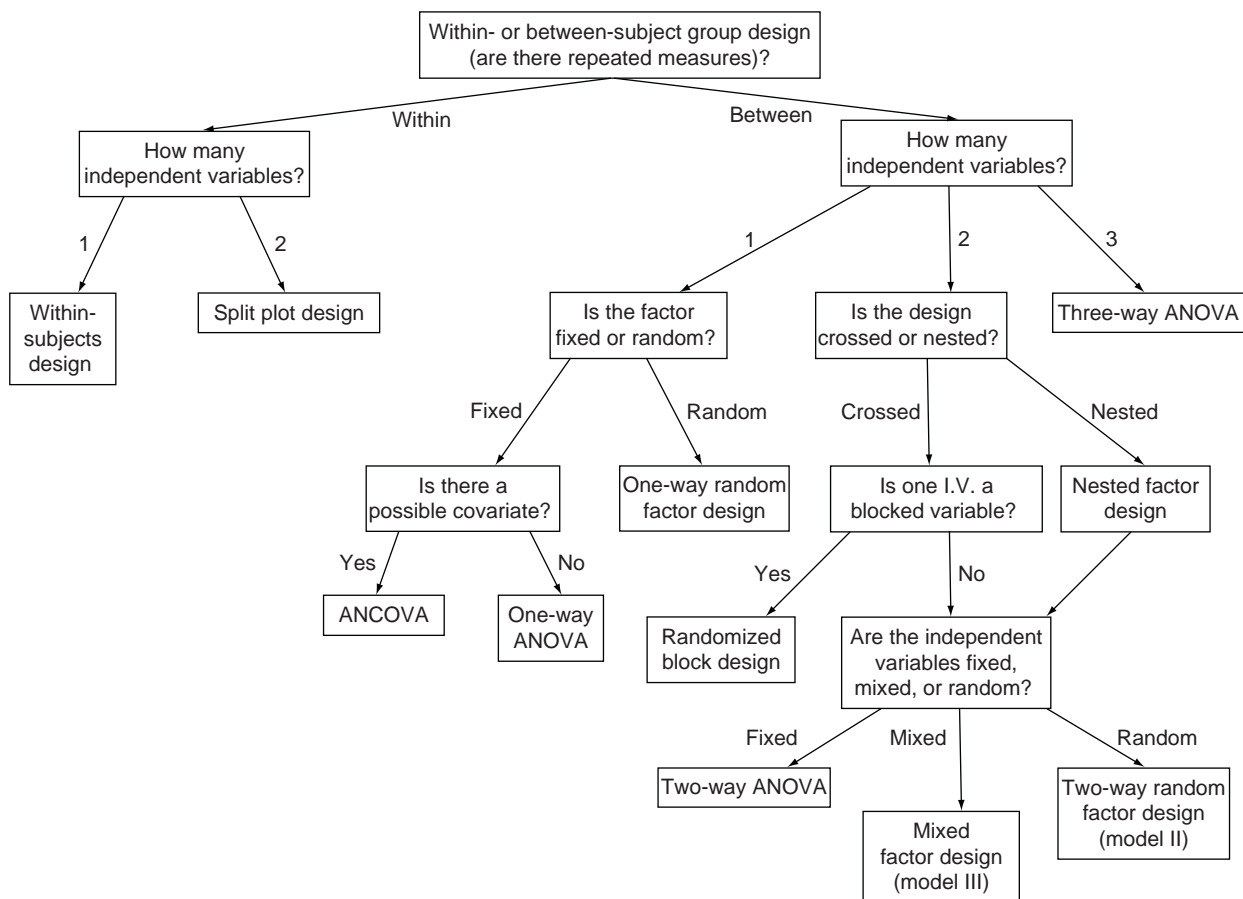 Within- or between-subject group design
(are there repeated measures)?
Within
Between
How many
independent variables?
How many
independent variables?
1
2
1
2
3
Within-
subjects
design
Split plot design
Is the factor
fixed or random?
Is the design
crossed or nested?
Three-way ANOVA
Fixed
Random
Crossed
Nested
Is there a
possible covariate?
One-way random
factor design
Is one I.V. a
blocked variable?
Nested factor
design
Yes
No
Yes
No
ANCOVA
One-way
ANOVA
Randomized
block design
Are the independent
variables fixed,
mixed, or random?
Fixed
Mixed
Random
Two-way ANOVA
Mixed
factor design
(model III)
Two-way random
factor design
(model II)